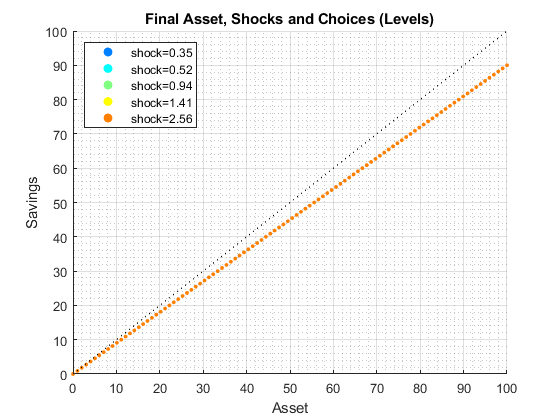 Final Asset, Shocks and Choices (Levels)
100
90
80
70
60
50
40
30
20
10
0
Savings
shock=0.35
shock=0.52
shock=0.94
shock=1.41
shock=2.56
0 10 20 30 40 50 60 70 80 90 100
Asset